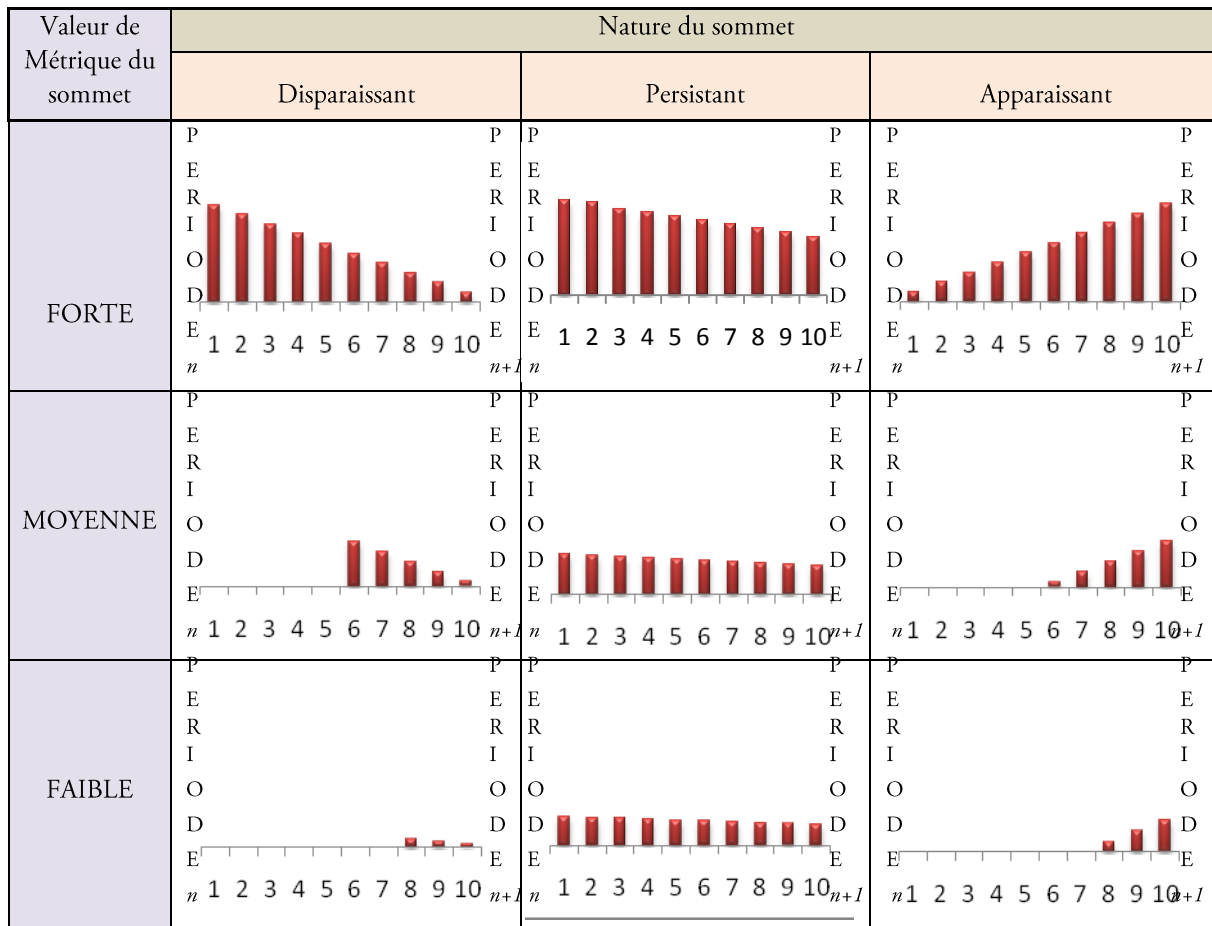 Valeur de
Métrique du
sommet
Nature du sommet
Disparaissant
Persistant
Apparaissant
FORTE
P
E
R
I
O
D
E
n
1 2 3 4 5 6 7 8 9 10
P
E
R
I
O
D
E
n+1
P
E
R
I
O
D
E
n
1 2 3 4 5 6 7 8 9 10
P
E
R
I
O
D
E
n+1
P
E
R
I
O
D
E
n
1 2 3 4 5 6 7 8 9 10
P
E
R
I
O
D
E
n+1
MOYENNE
P
E
R
I
O
D
E
n
1 2 3 4 5 6 7 8 9 10
P
E
R
I
O
D
E
n+1
P
E
R
I
O
D
E
n
1 2 3 4 5 6 7 8 9 10
P
E
R
I
O
D
E
n+1
P
E
R
I
O
D
E
n
1 2 3 4 5 6 7 8 9 10
P
E
R
I
O
D
E
n+1
FAIBLE
P
E
R
I
O
D
E
n
1 2 3 4 5 6 7 8 9 10
P
E
R
I
O
D
E
n+1
P
E
R
I
O
D
E
n
1 2 3 4 5 6 7 8 9 10
P
E
R
I
O
D
E
n+1
P
E
R
I
O
D
E
n
1 2 3 4 5 6 7 8 9 10
P
E
R
I
O
D
E
n+1